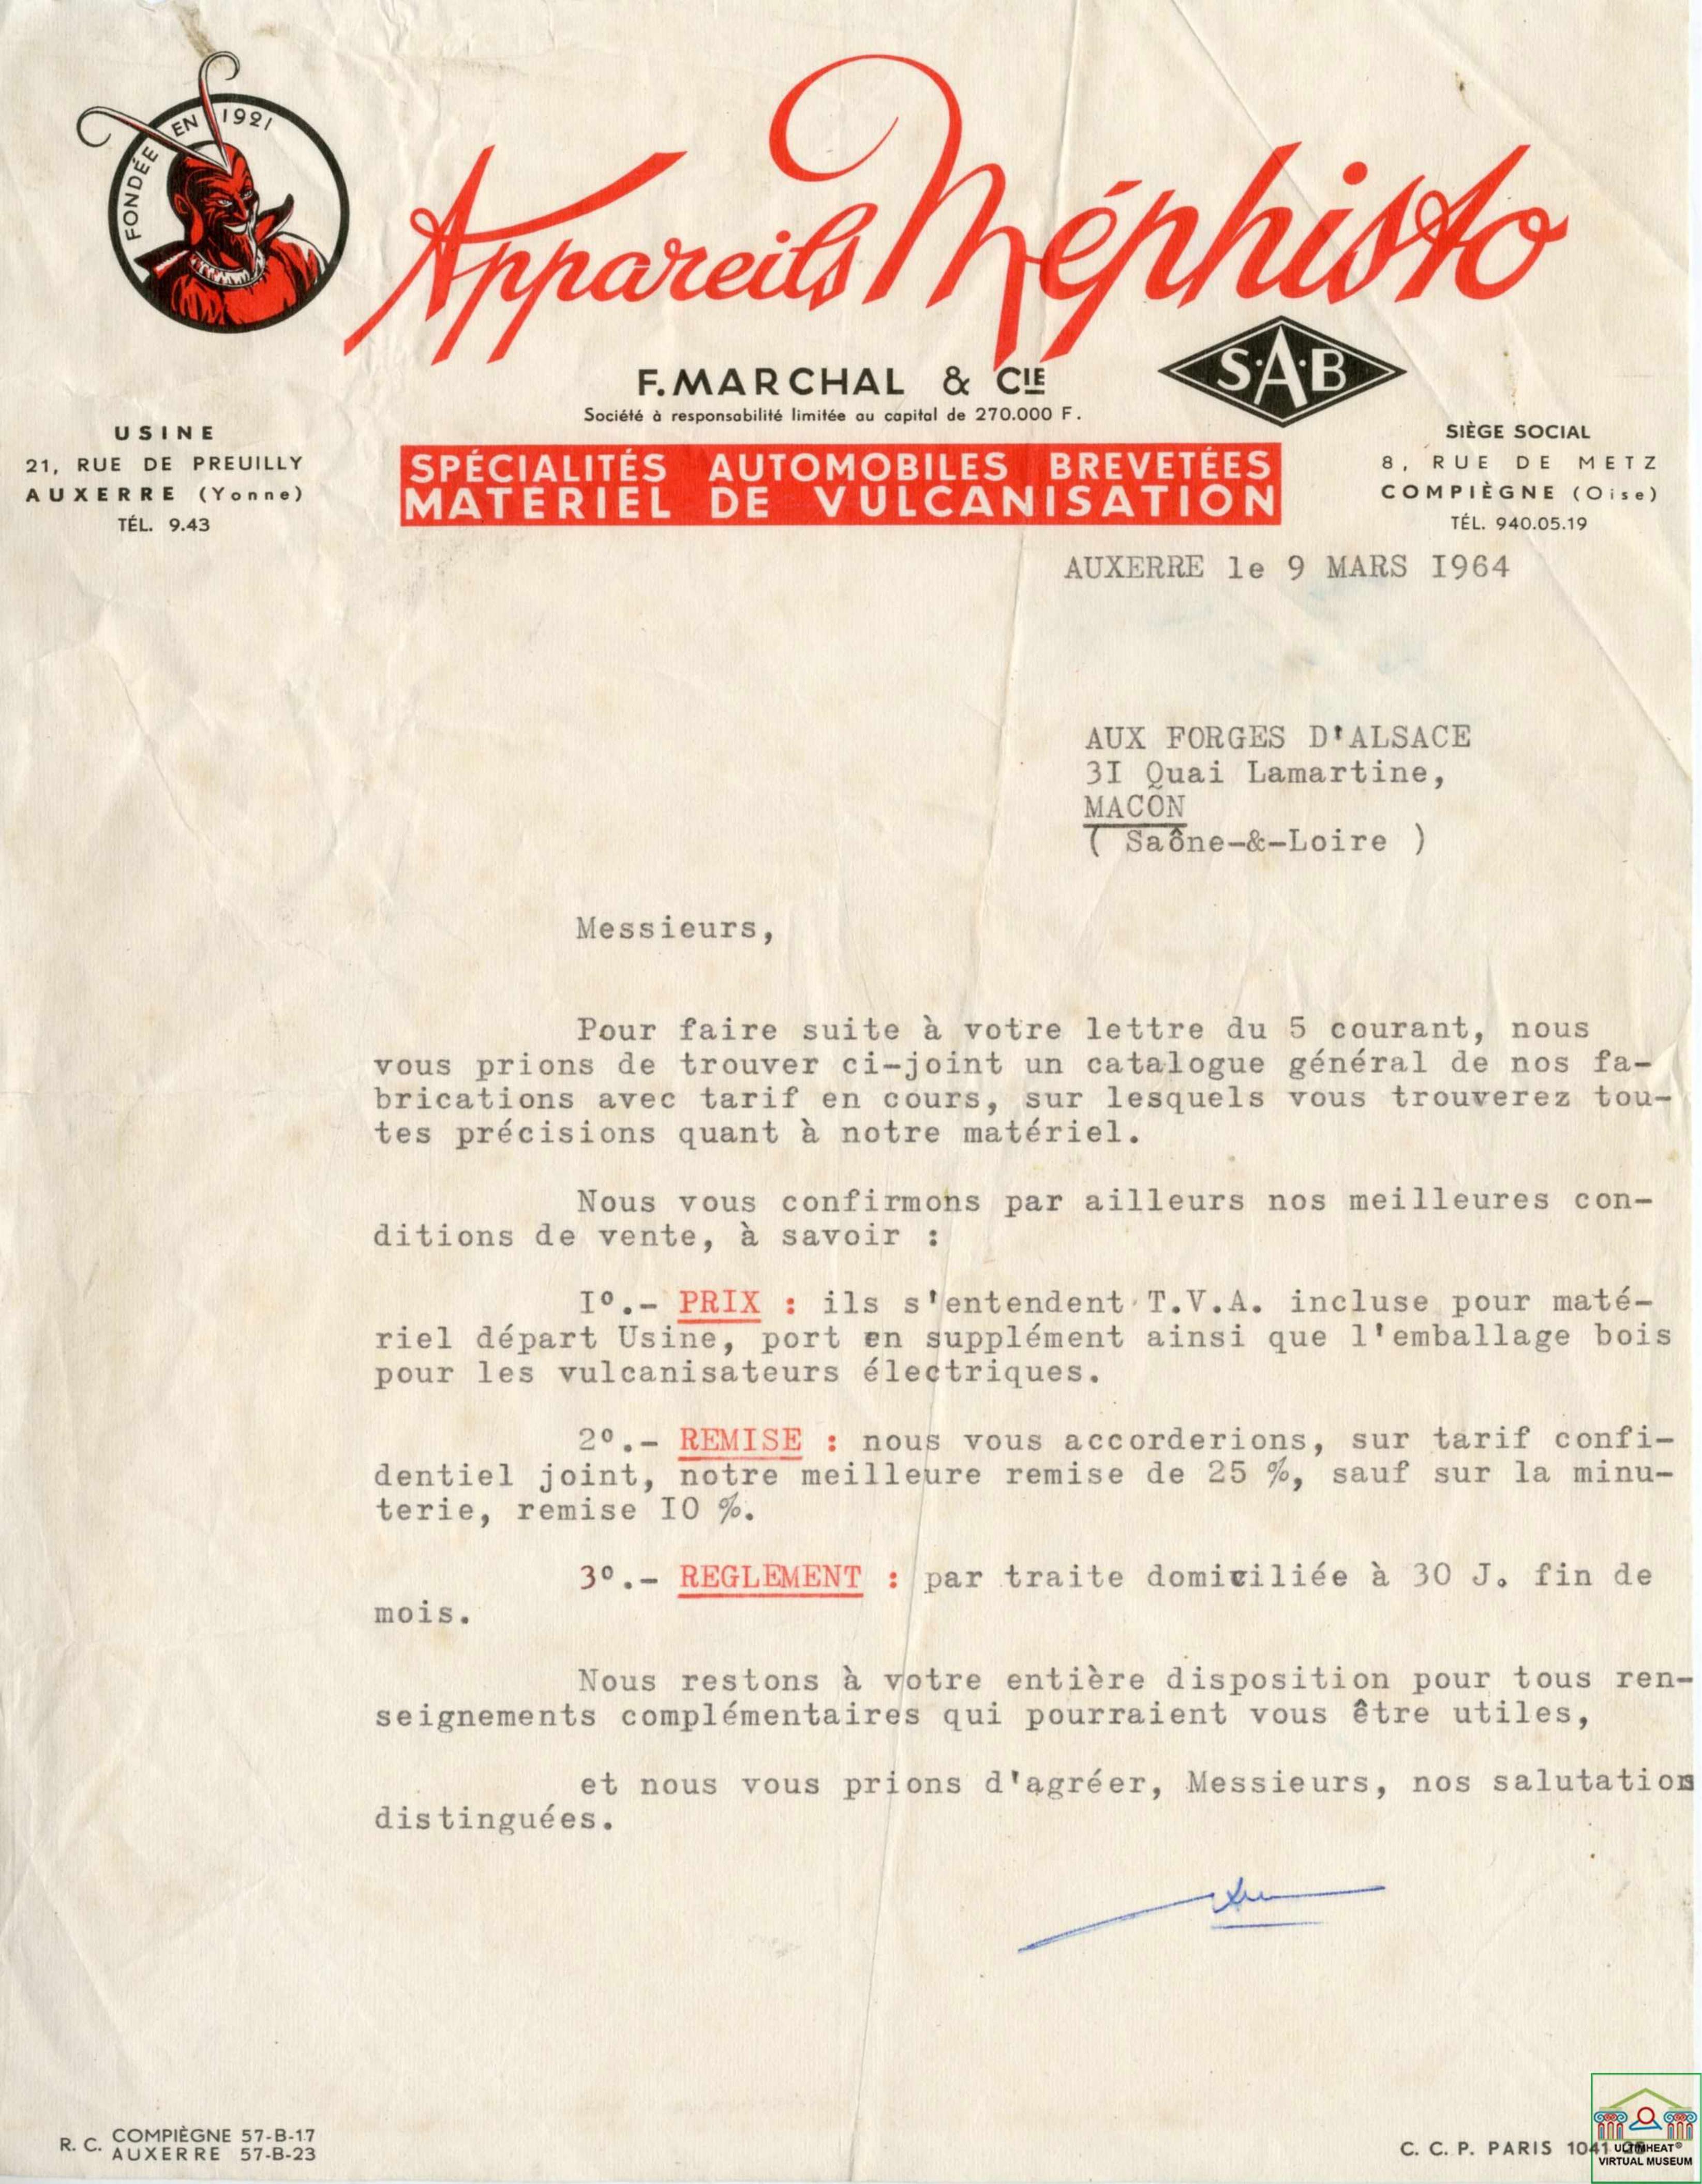 FONDÉE EN 1921
Appareils Méphisto
F. MARCHAL & CIE
S·A·B
Société à responsabilité limitée au capital de 270.000 F.
USINE
21, RUE DE PREUILLY
AUXERRE (Yonne)
TÉL. 9.43
SPÉCIALITÉS AUTOMOBILES BREVETÉES
MATÉRIEL DE VULCANISATION
SIÈGE SOCIAL
8, RUE DE METZ
COMPIÈGNE (Oise)
TÉL. 940.05.19
AUXERRE le 9 MARS I964
AUX FORGES D'ALSACE
3I Quai Lamartine,
MACÔN
( Saône-&-Loire )
Messieurs,
Pour faire suite à votre lettre du 5 courant, nous
vous prions de trouver ci-joint un catalogue général de nos fa-
brications avec tarif en cours, sur lesquels vous trouverez tou-
tes précisions quant à notre matériel.
Nous vous confirmons par ailleurs nos meilleures con-
ditions de vente, à savoir :
I°.- PRIX : ils s'entendent T.V.A. incluse pour maté-
riel départ Usine, port en supplément ainsi que l'emballage bois
pour les vulcanisateurs électriques.
2°.- REMISE : nous vous accorderions, sur tarif confi-
dentiel joint, notre meilleure remise de 25 %, sauf sur la minu-
terie, remise I0 %.
3°.- REGLEMENT : par traite domiciliée à 30 J. fin de
mois.
Nous restons à votre entière disposition pour tous ren-
seignements complémentaires qui pourraient vous être utiles,
et nous vous prions d'agréer, Messieurs, nos salutations
distinguées.
R. C. COMPIÈGNE 57-B-17
AUXERRE 57-B-23
C. C. P. PARIS 1041
ULTIMHEAT®
VIRTUAL MUSEUM